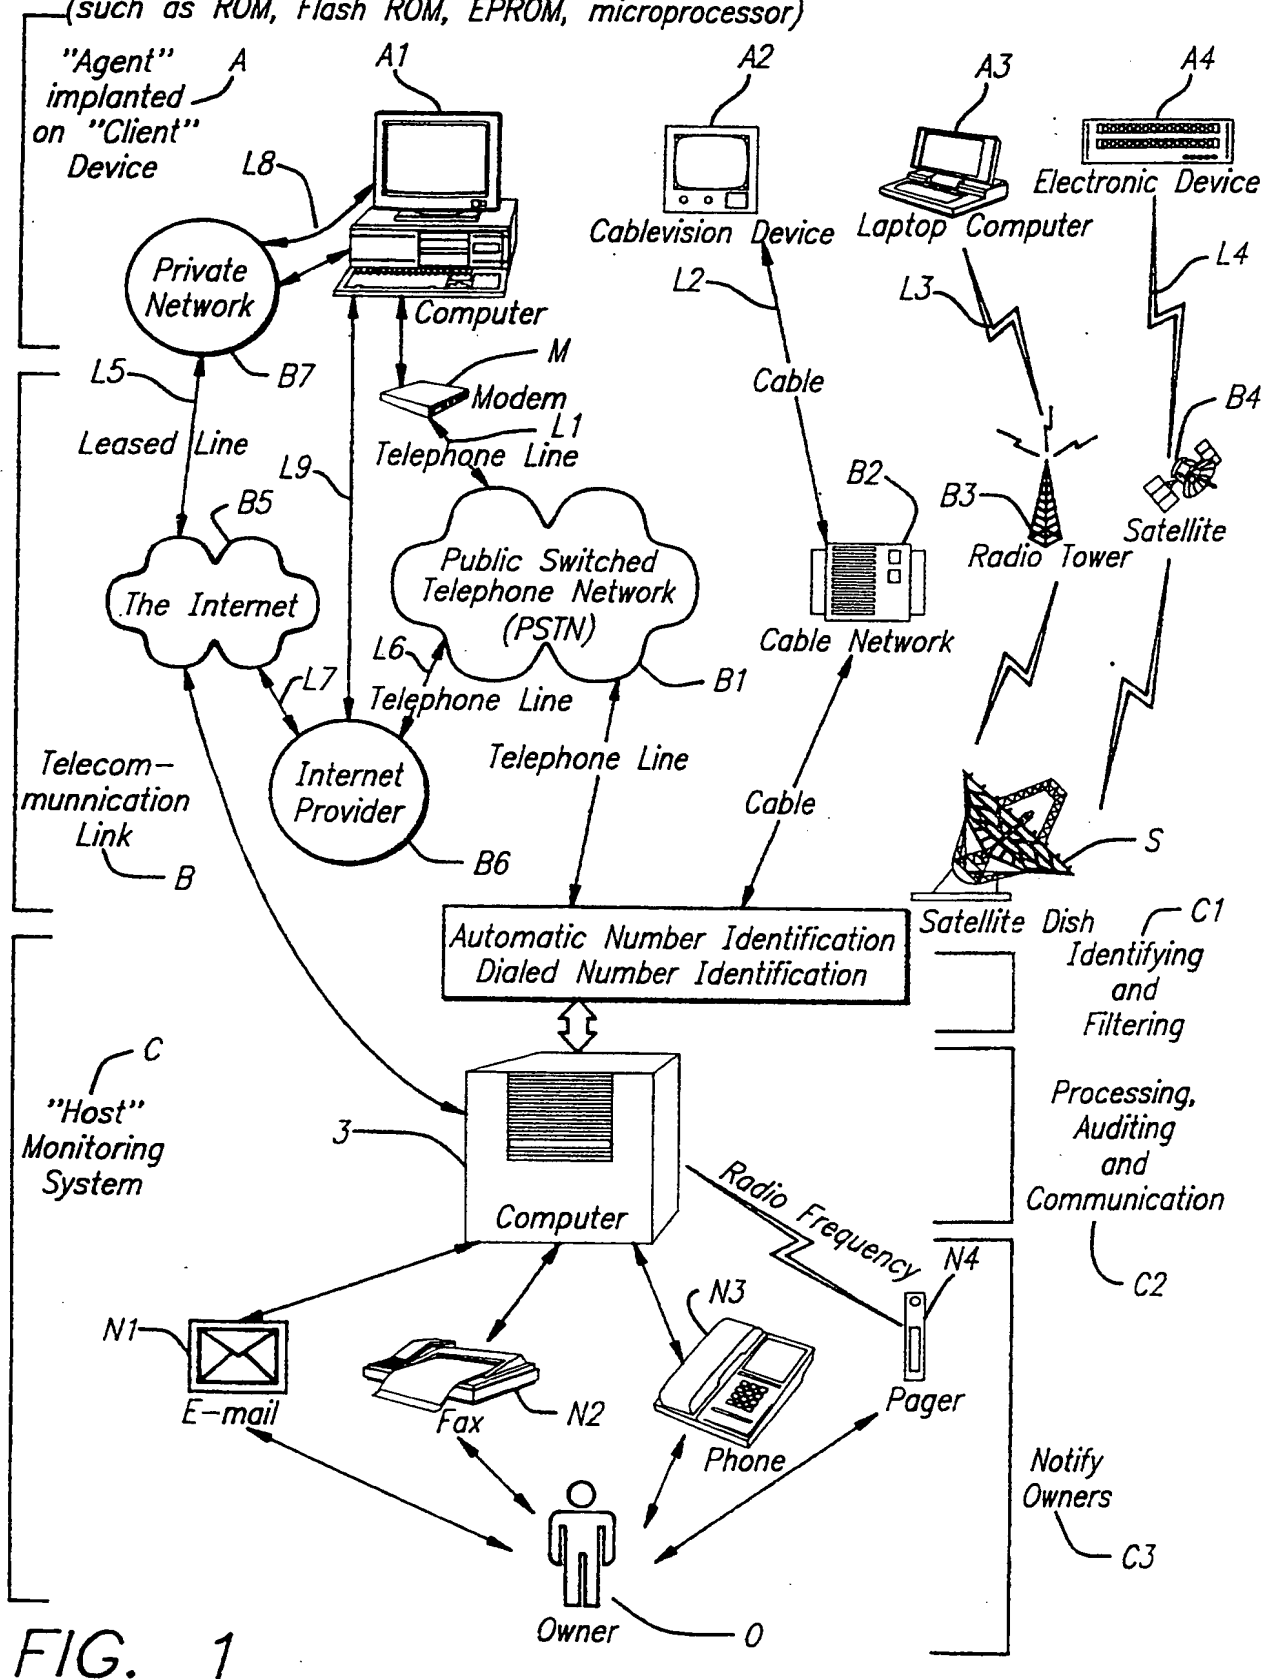 (such as ROM, Flash ROM, EPROM, microprocessor)
"Agent"
implanted
on "Client"
Device
A
A1
A2
A3
A4
L8
Private
Network
Computer
Cablevision Device
Laptop Computer
Electronic Device
L2
L3
L4
L5
B7
M
Modem
Cable
B4
Leased Line
L1
Telephone Line
L9
B5
B2
B3
Radio Tower
Satellite
The Internet
Public Switched
Telephone Network
(PSTN)
Cable Network
L7
L6
Telephone Line
B1
Telephone Line
Telecom-
munnication
Link
B
Internet
Provider
B6
Cable
S
Satellite Dish
C1
Automatic Number Identification
Dialed Number Identification
Identifying
and
Filtering
C
"Host"
Monitoring
System
3
Computer
Radio Frequency
Processing,
Auditing
and
Communication
C2
N1
E-mail
Fax
N2
N3
Phone
N4
Pager
Notify
Owners
C3
Owner
O
FIG. 1